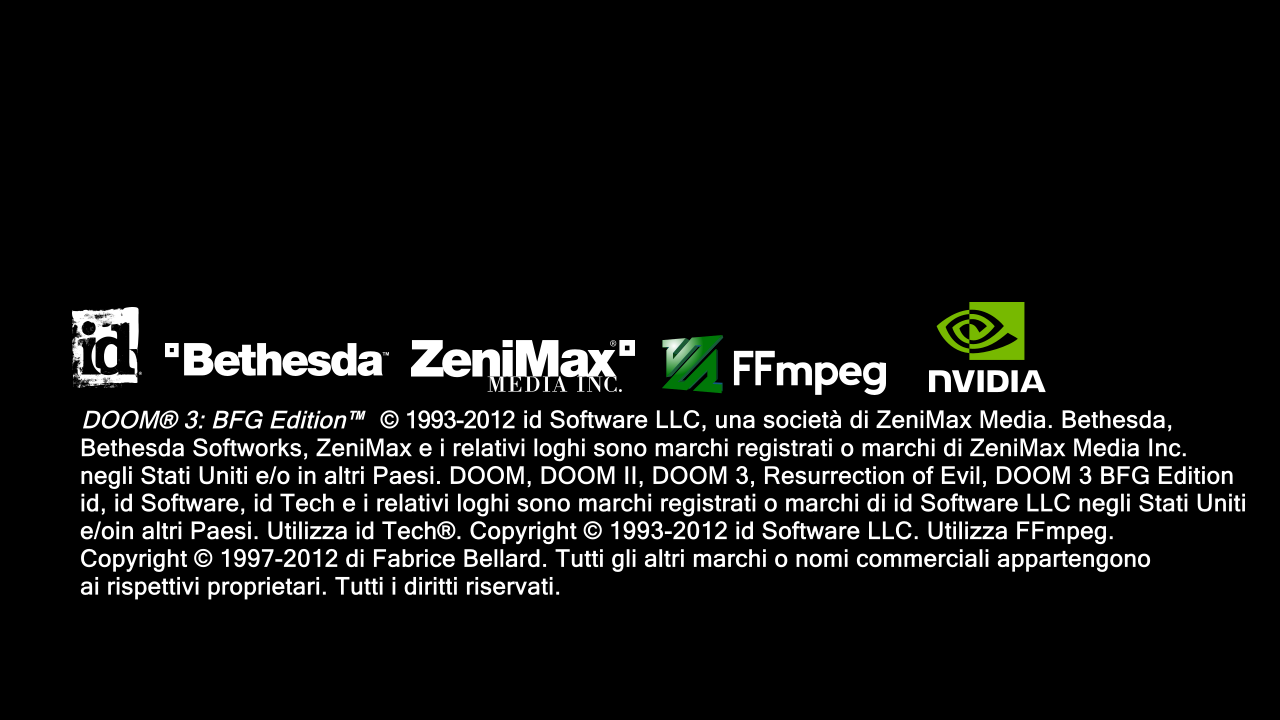 id Bethesda™ ZeniMax® MEDIA INC. FFmpeg NVIDIA
DOOM® 3: BFG Edition™ © 1993-2012 id Software LLC, una società di ZeniMax Media. Bethesda,
Bethesda Softworks, ZeniMax e i relativi loghi sono marchi registrati o marchi di ZeniMax Media Inc.
negli Stati Uniti e/o in altri Paesi. DOOM, DOOM II, DOOM 3, Resurrection of Evil, DOOM 3 BFG Edition
id, id Software, id Tech e i relativi loghi sono marchi registrati o marchi di id Software LLC negli Stati Uniti
e/oin altri Paesi. Utilizza id Tech®. Copyright © 1993-2012 id Software LLC. Utilizza FFmpeg.
Copyright © 1997-2012 di Fabrice Bellard. Tutti gli altri marchi o nomi commerciali appartengono
ai rispettivi proprietari. Tutti i diritti riservati.